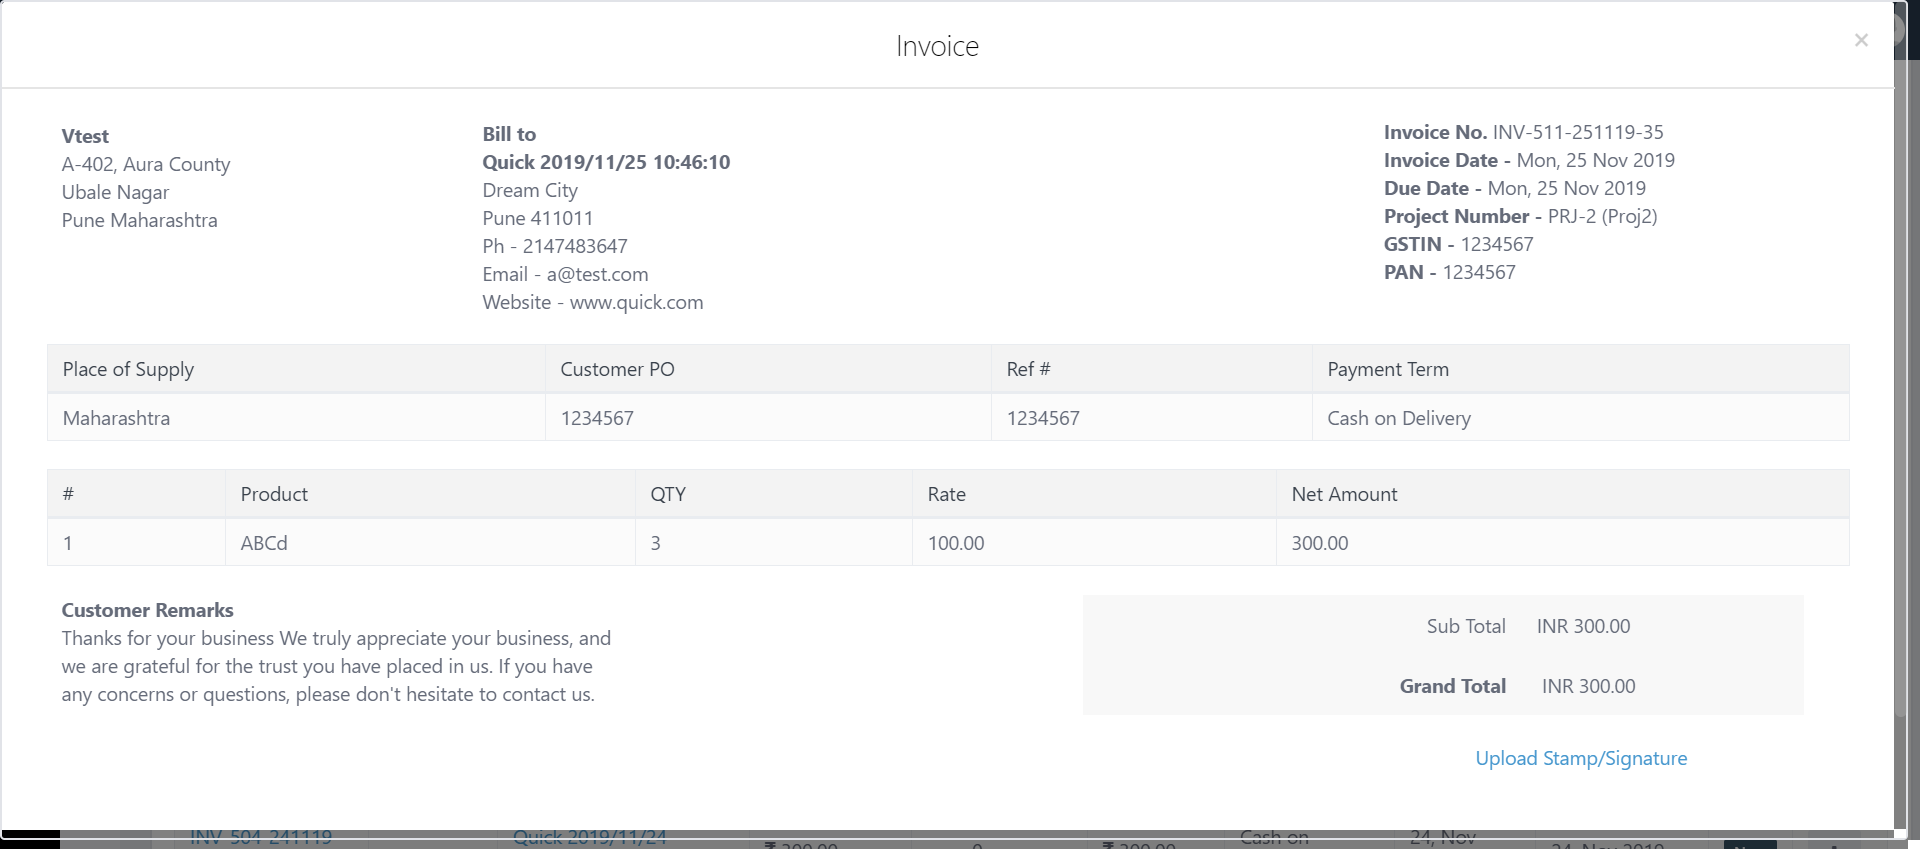 Invoice
×
Vtest
A-402, Aura County
Ubale Nagar
Pune Maharashtra
Bill to
Quick 2019/11/25 10:46:10
Dream City
Pune 411011
Ph - 2147483647
Email - a@test.com
Website - www.quick.com
Invoice No. INV-511-251119-35
Invoice Date - Mon, 25 Nov 2019
Due Date - Mon, 25 Nov 2019
Project Number - PRJ-2 (Proj2)
GSTIN - 1234567
PAN - 1234567
Place of Supply Customer PO Ref # Payment Term
Maharashtra 1234567 1234567 Cash on Delivery
# Product QTY Rate Net Amount
1 ABCd 3 100.00 300.00
Customer Remarks
Thanks for your business We truly appreciate your business, and
we are grateful for the trust you have placed in us. If you have
any concerns or questions, please don't hesitate to contact us.
Sub Total INR 300.00
Grand Total INR 300.00
Upload Stamp/Signature
INV-504-241119 Quick 2019/11/24 Cash on 24, Nov
₹ 300.00 0 ₹ 300.00 24, Nov 2019